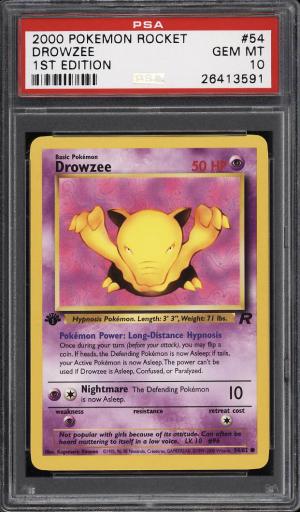 PSA
2000 POKEMON ROCKET #54
DROWZEE GEM MT
1ST EDITION 10
26413591
PSA
Basic Pokémon
Drowzee 50 HP
Hypnosis Pokémon. Length: 3' 3", Weight: 71 lbs.
Pokémon Power: Long-Distance Hypnosis
Once during your turn (before your attack), you may flip a
coin. If heads, the Defending Pokémon is now Asleep; if tails,
your Active Pokémon is now Asleep. The power can't be
used if Drowzee is Asleep, Confused, or Paralyzed.
Nightmare The Defending Pokémon 10
is now Asleep.
weakness resistance retreat cost
Not popular with girls because of its attitude. Can often be
heard muttering to itself in a low voice. LV. 10 #96
54/82